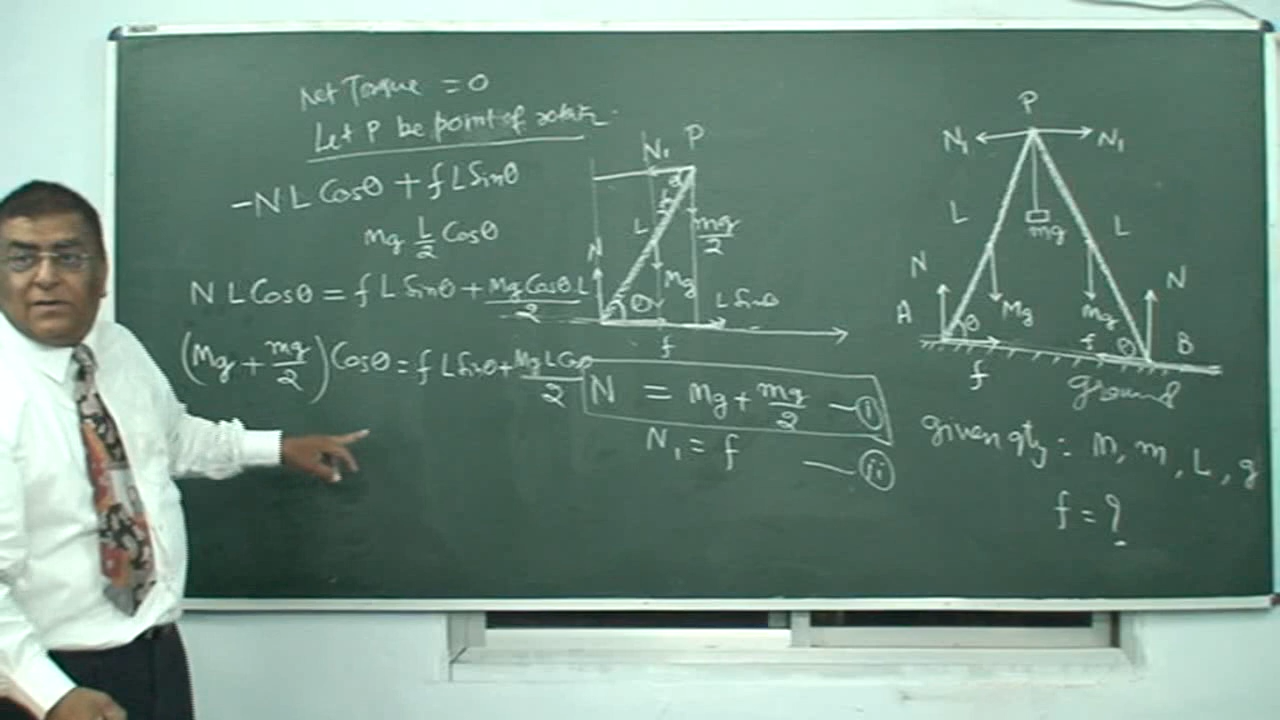 Net Torque = 0
Let P be point of rotatn.
-N L Cosθ + f L Sinθ
Mg L/2 Cosθ
N L Cosθ = f L Sinθ + Mg Cosθ L/2
(Mg + mg/2) Cosθ = f L Sinθ + Mg L Cosθ/2
N₁ P
L
mg/2
N
Mg
θ
L Sinθ
f
N = Mg + mg/2 — (i)
N₁ = f — (ii)
P
N₁ N₁
L L
mg
N N
Mg Mg
A θ f θ B
f
ground
given qty : M, m, L, g
f = ?